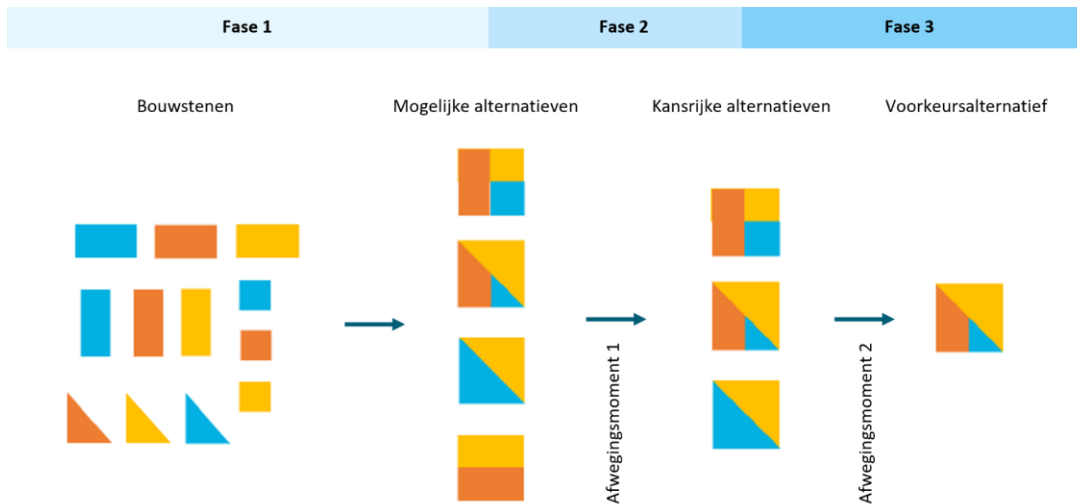 Fase 1
Fase 2
Fase 3
Bouwstenen
Mogelijke alternatieven
Kansrijke alternatieven
Voorkeursalternatief
Afwegingsmoment 1
Afwegingsmoment 2